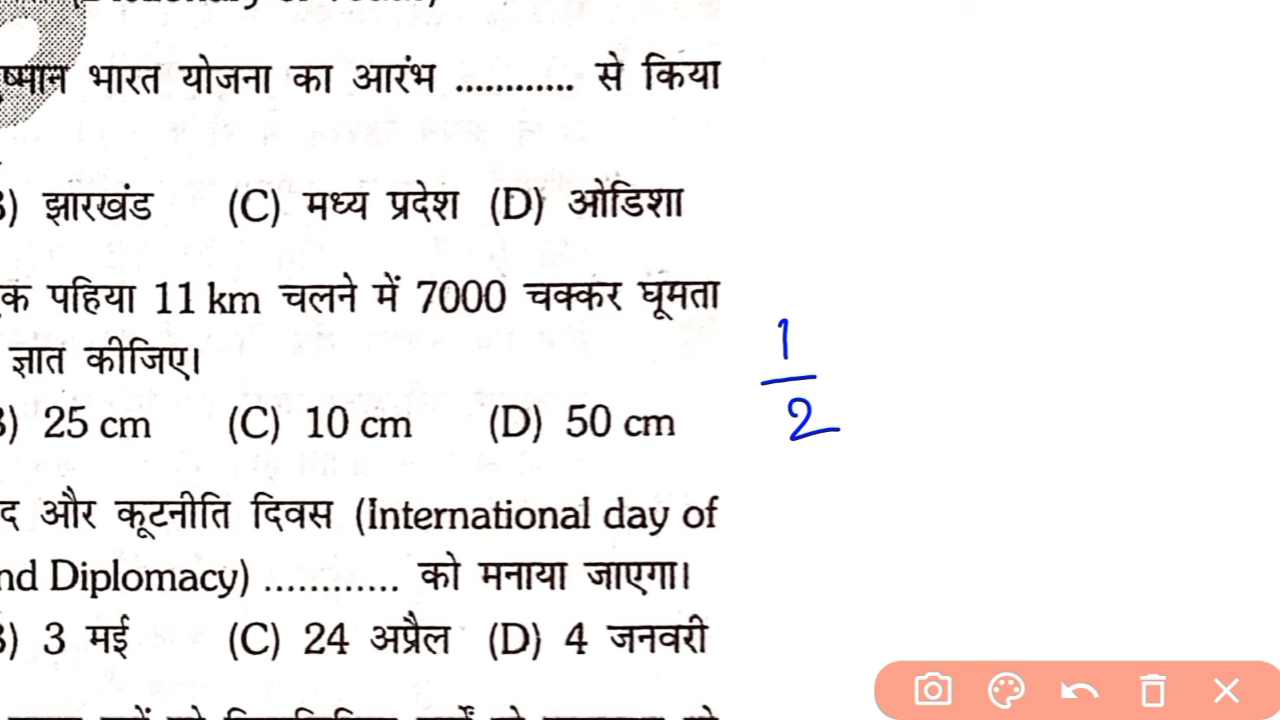 भारत योजना का आरंभ ............ से किया
झारखंड (C) मध्य प्रदेश (D) ओडिशा
पहिया 11 km चलने में 7000 चक्कर घूमता
ज्ञात कीजिए।
25 cm (C) 10 cm (D) 50 cm
1
2
और कूटनीति दिवस (International day of
Diplomacy) ............ को मनाया जाएगा।
3 मई (C) 24 अप्रैल (D) 4 जनवरी